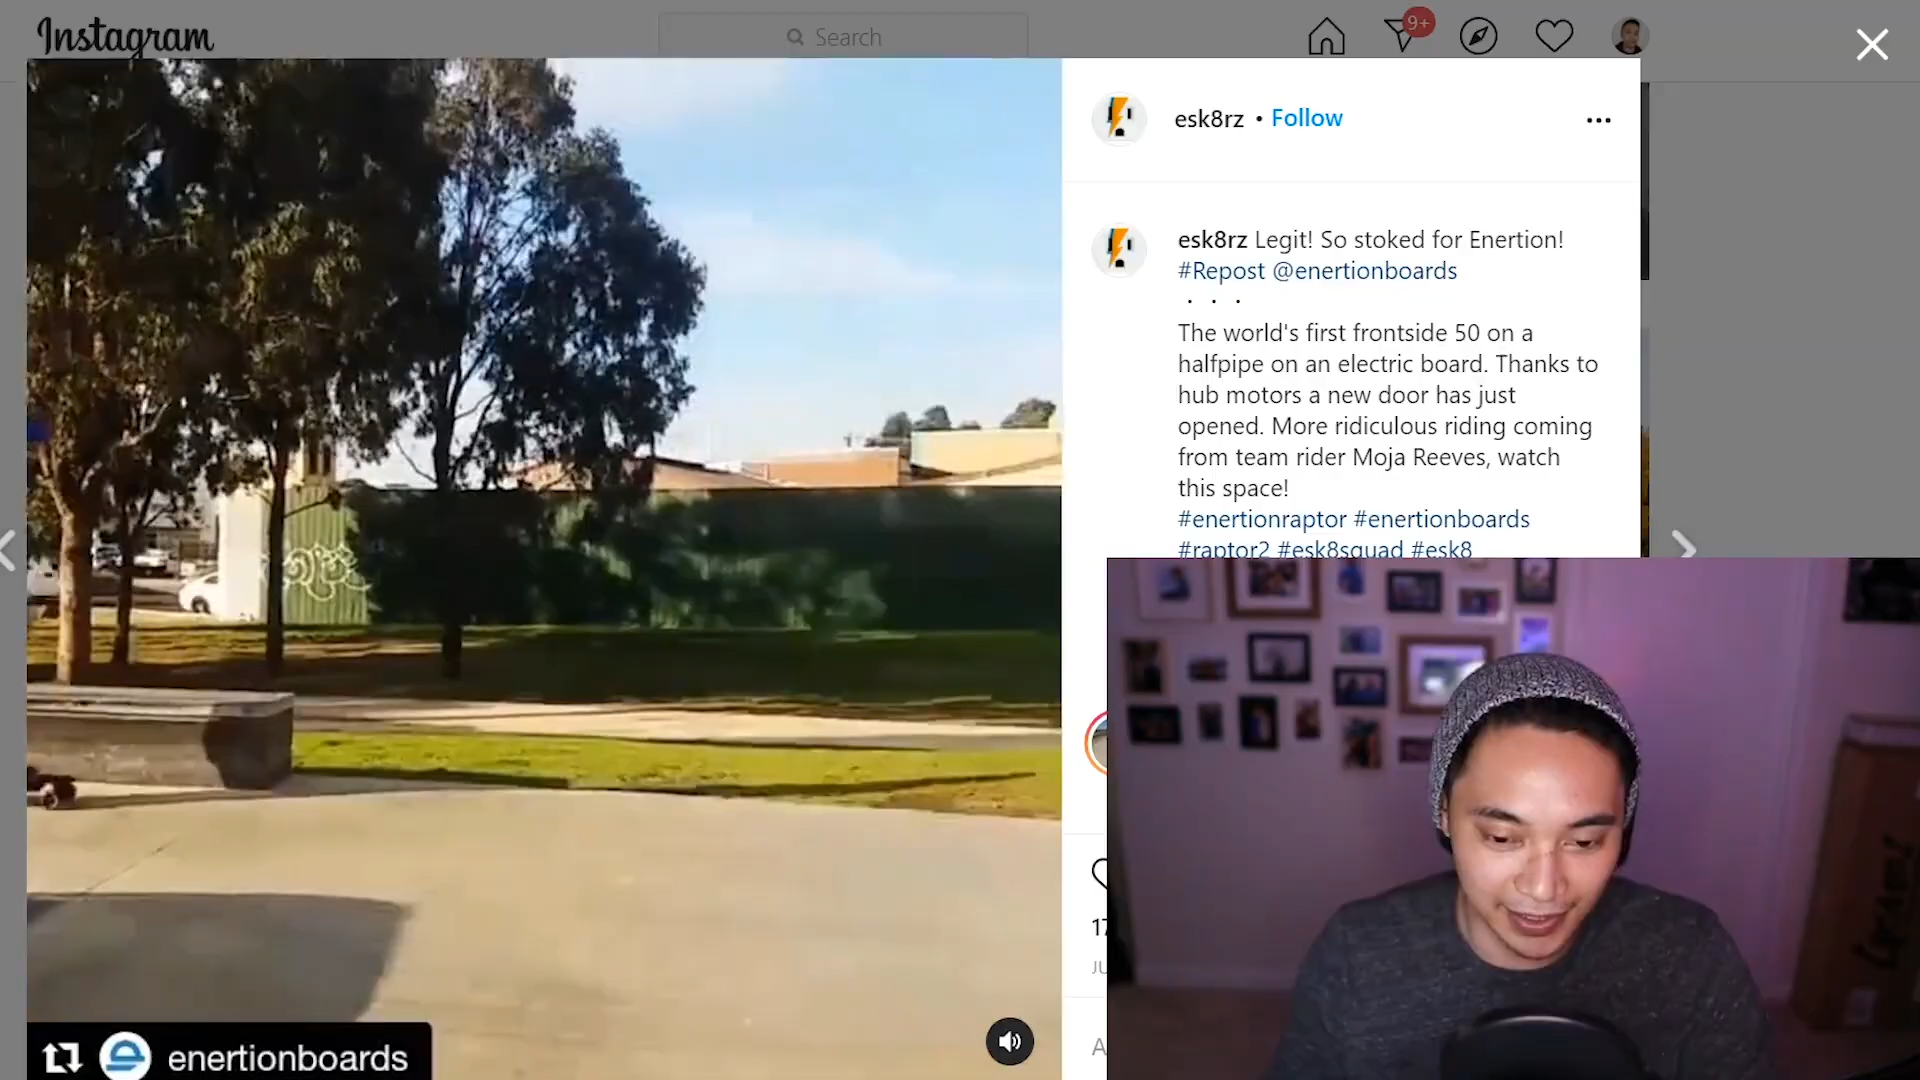 Instagram
Search
9+
esk8rz • Follow
esk8rz Legit! So stoked for Enertion!
#Repost @enertionboards
・・・
The world's first frontside 50 on a
halfpipe on an electric board. Thanks to
hub motors a new door has just
opened. More ridiculous riding coming
from team rider Moja Reeves, watch
this space!
#enertionraptor #enertionboards
#raptor2 #esk8squad #esk8
17
JU
A
enertionboards